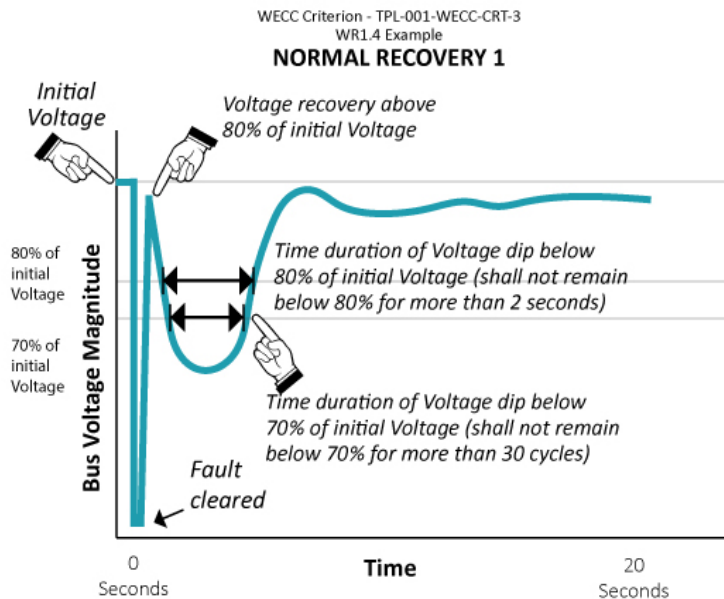 WECC Criterion - TPL-001-WECC-CRT-3
WR1.4 Example
NORMAL RECOVERY 1
Initial
Voltage
Voltage recovery above
80% of initial Voltage
80% of
initial
Voltage
Time duration of Voltage dip below
80% of initial Voltage (shall not remain
below 80% for more than 2 seconds)
70% of
initial
Voltage
Bus Voltage Magnitude
Time duration of Voltage dip below
70% of initial Voltage (shall not remain
below 70% for more than 30 cycles)
Fault
cleared
0
Seconds
Time
20
Seconds